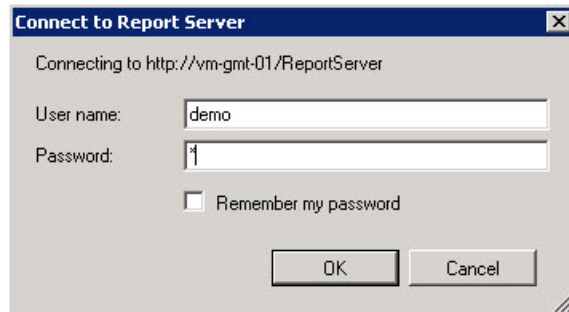 Connect to Report Server
Connecting to http://vm-gmt-01/ReportServer
User name: demo
Password: *
Remember my password
OK Cancel